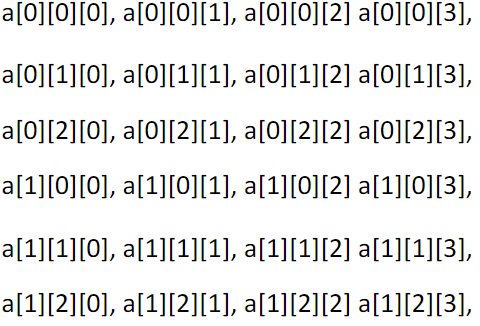 a[0][0][0], a[0][0][1], a[0][0][2] a[0][0][3],
a[0][1][0], a[0][1][1], a[0][1][2] a[0][1][3],
a[0][2][0], a[0][2][1], a[0][2][2] a[0][2][3],
a[1][0][0], a[1][0][1], a[1][0][2] a[1][0][3],
a[1][1][0], a[1][1][1], a[1][1][2] a[1][1][3],
a[1][2][0], a[1][2][1], a[1][2][2] a[1][2][3],